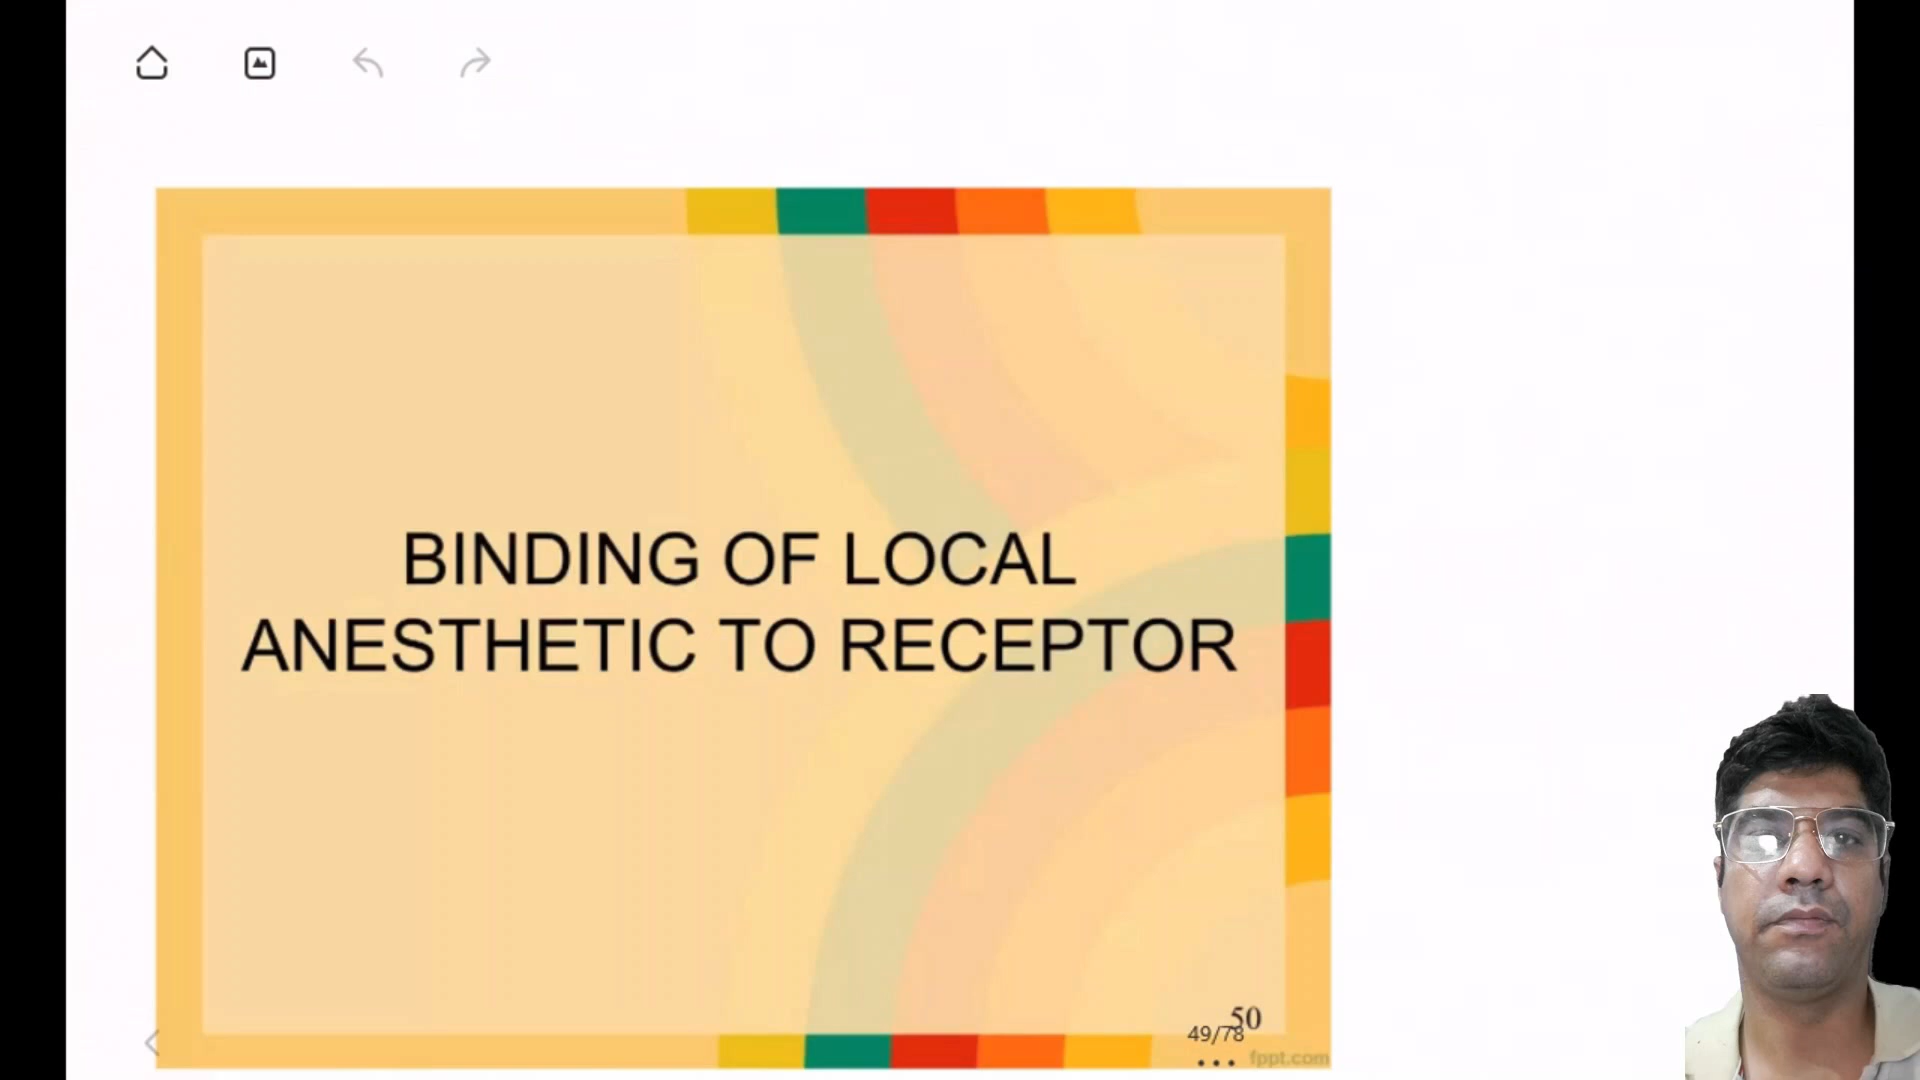 BINDING OF LOCAL
ANESTHETIC TO RECEPTOR
50
49/78
fppt.com